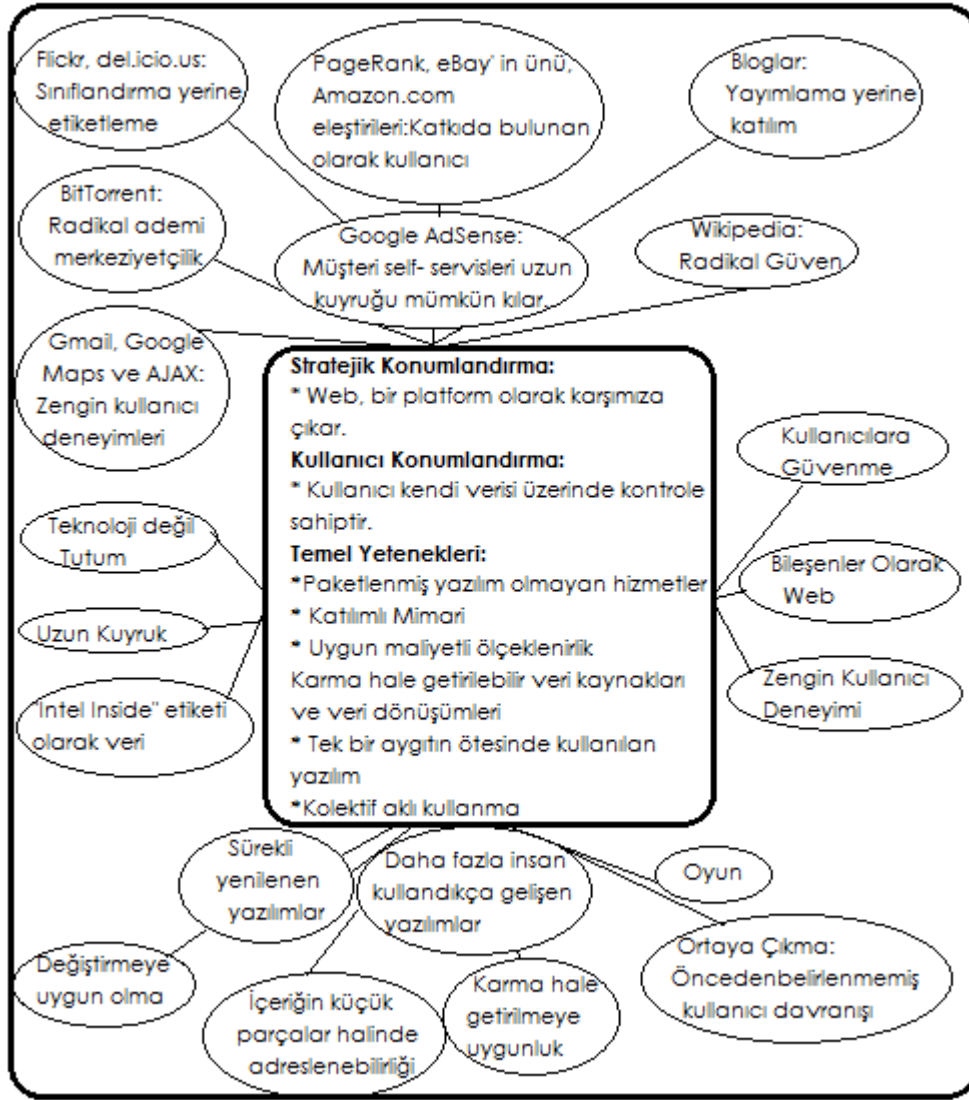 Flickr, del.icio.us:
Sınıflandırma yerine
etiketleme
PageRank, eBay' in ünü,
Amazon.com
eleştirileri:Katkıda bulunan
olarak kullanıcı
Bloglar:
Yayımlama yerine
katılım
BitTorrent:
Radikal ademi
merkeziyetçilik
Google AdSense:
Müşteri self- servisleri uzun
kuyruğu mümkün kılar.
Wikipedia:
Radikal Güven
Gmail, Google
Maps ve AJAX:
Zengin kullanıcı
deneyimleri
Stratejik Konumlandırma:
* Web, bir platform olarak karşımıza
çıkar.
Kullanıcı Konumlandırma:
* Kullanıcı kendi verisi üzerinde kontrole
sahiptir.
Temel Yetenekleri:
*Paketlenmiş yazılım olmayan hizmetler
* Katılımlı Mimari
* Uygun maliyetli ölçeklenirlik
Karma hale getirilebilir veri kaynakları
ve veri dönüşümleri
* Tek bir aygıtın ötesinde kullanılan
yazılım
*Kolektif aklı kullanma
Teknoloji değil
Tutum
Uzun Kuyruk
"Intel Inside" etiketi
olarak veri
Kullanıcılara
Güvenme
Bileşenler Olarak
Web
Zengin Kullanıcı
Deneyimi
Sürekli
yenilenen
yazılımlar
Daha fazla insan
kullandıkça gelişen
yazılımlar
Oyun
Değiştirmeye
uygun olma
İçeriğin küçük
parçalar halinde
adreslenebilirliği
Karma hale
getirilmeye
uygunluk
Ortaya Çıkma:
Öncedenbelirlenmemiş
kullanıcı davranışı